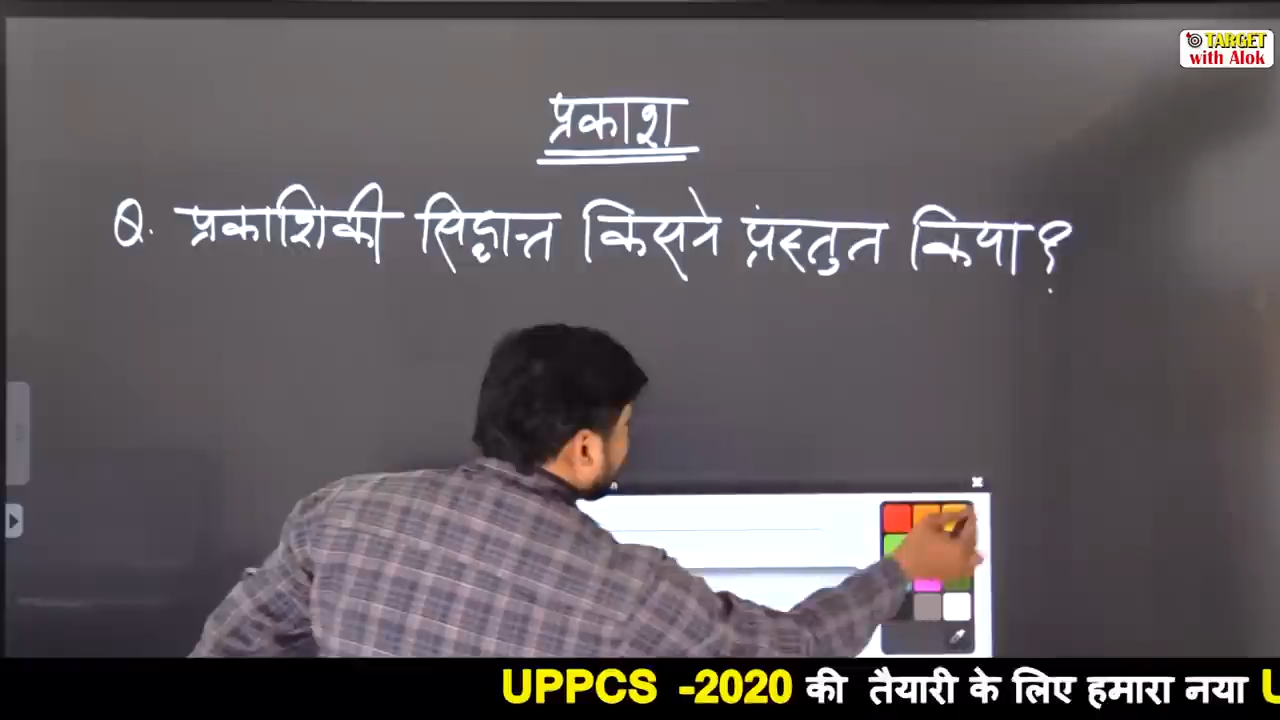 TARGET
with Alok
प्रकाश
Q. प्रकाशिकी सिद्धान्त किसने प्रस्तुत किया?
UPPCS -2020 की तैयारी के लिए हमारा नया U